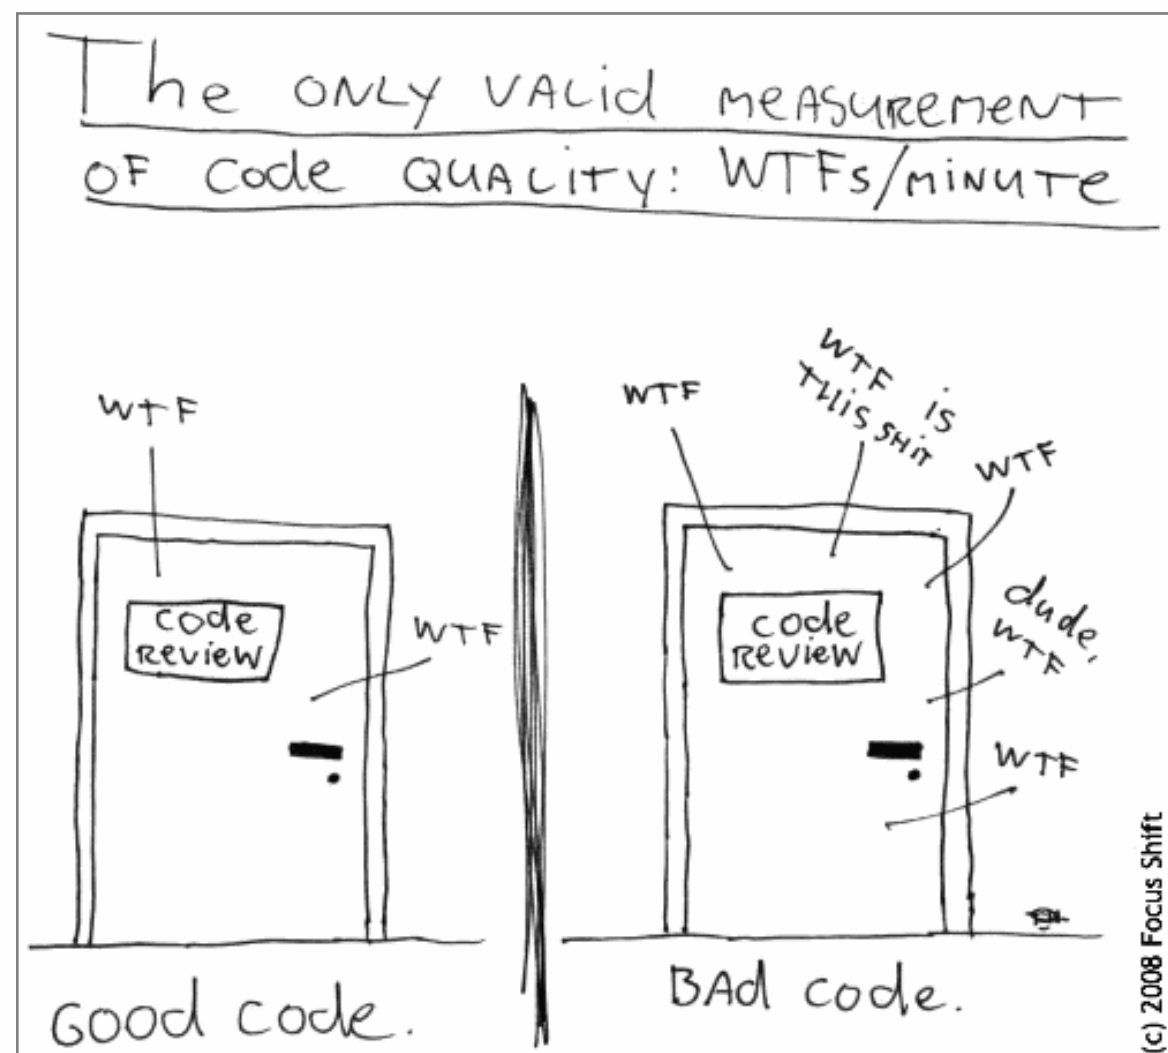 The ONLY VALid meASUREMENT
OF Code QUALITY: WTFs/MINUTE
WTF
code
REVIEW
WTF
GOOD Code.
WTF
WTF is
THis SHiT
WTF
code
REVIEW
dude,
WTF
WTF
BAd code.
(c) 2008 Focus Shift